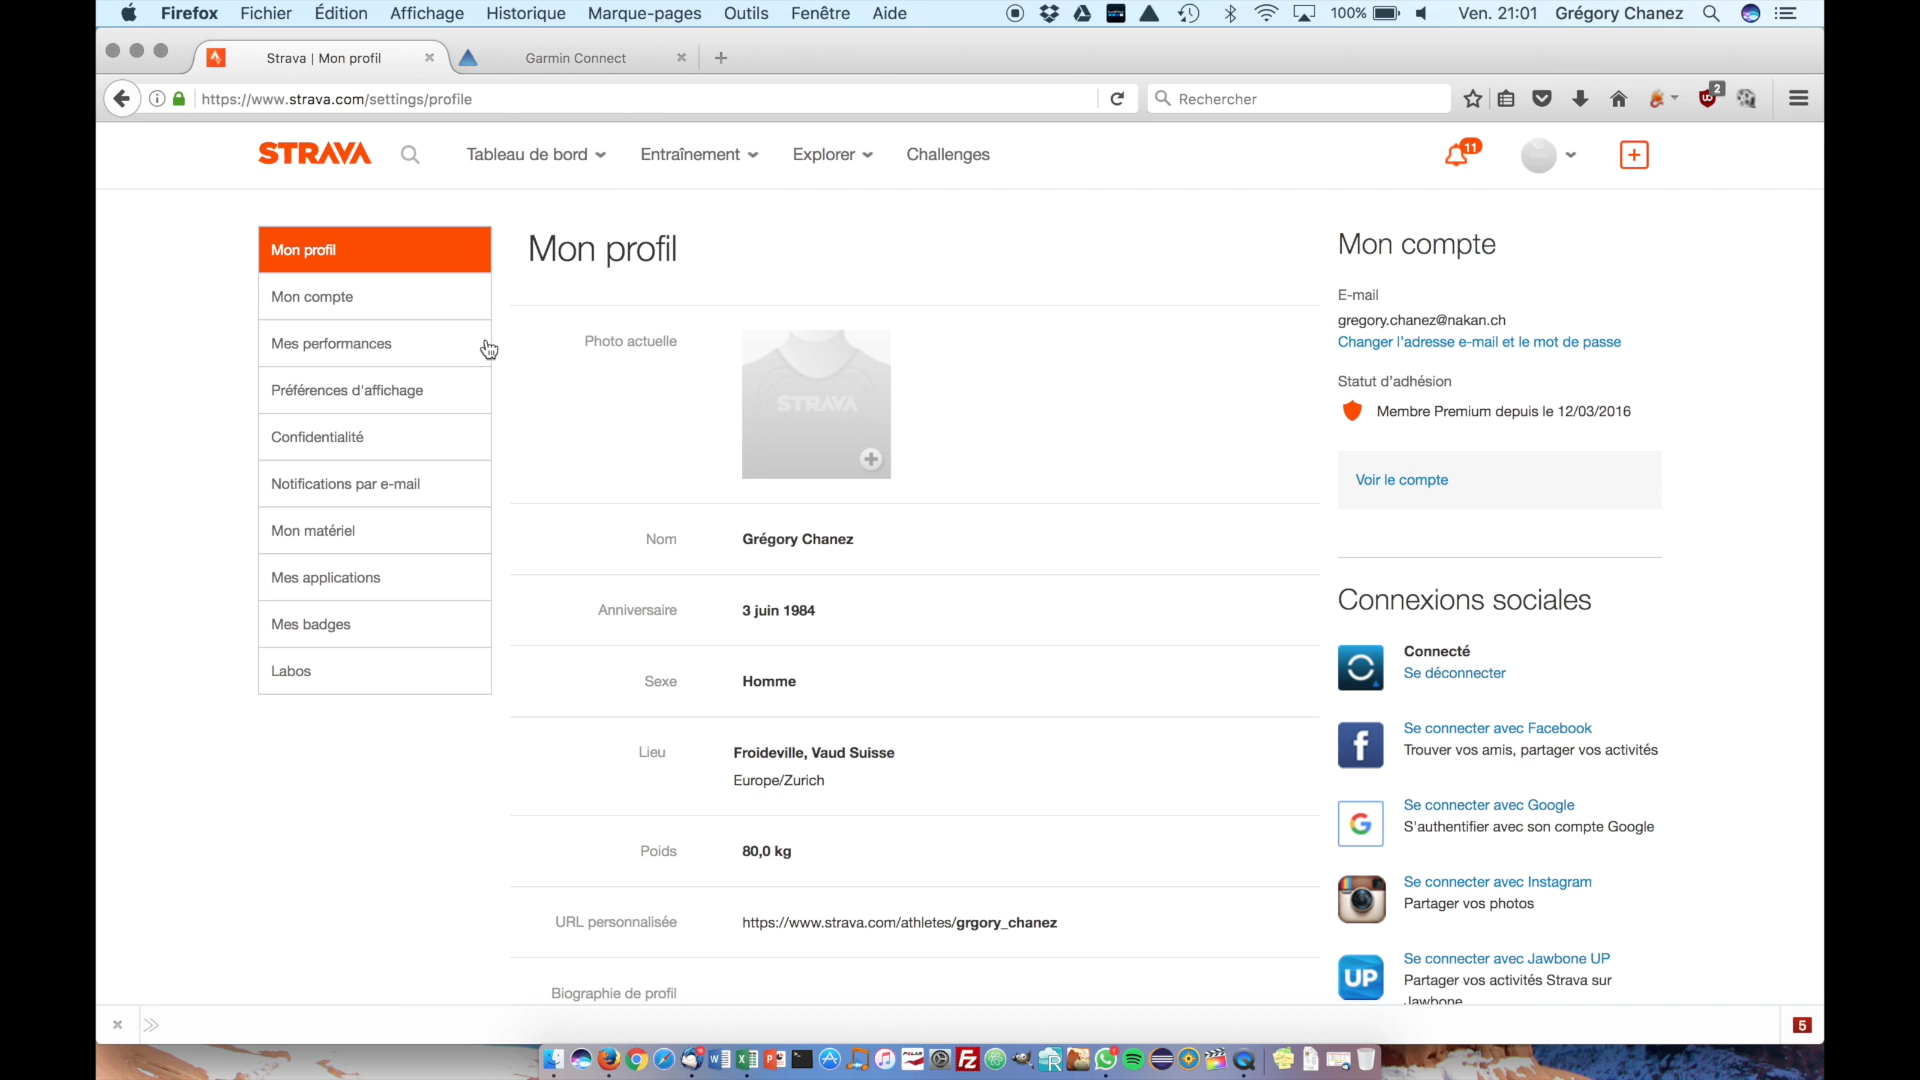 Firefox Fichier Édition Affichage Historique Marque-pages Outils Fenêtre Aide 100% Ven. 21:01 Grégory Chanez
Strava | Mon profil Garmin Connect
https://www.strava.com/settings/profile Rechercher 2
STRAVA Tableau de bord Entraînement Explorer Challenges 11
Mon profil
Mon compte
Mes performances
Préférences d'affichage
Confidentialité
Notifications par e-mail
Mon matériel
Mes applications
Mes badges
Labos
Mon profil
Photo actuelle
STRAVA
Nom Grégory Chanez
Anniversaire 3 juin 1984
Sexe Homme
Lieu Froideville, Vaud Suisse
Europe/Zurich
Poids 80,0 kg
URL personnalisée https://www.strava.com/athletes/grgory_chanez
Biographie de profil
Mon compte
E-mail
gregory.chanez@nakan.ch
Changer l'adresse e-mail et le mot de passe
Statut d'adhésion
Membre Premium depuis le 12/03/2016
Voir le compte
Connexions sociales
Connecté
Se déconnecter
Se connecter avec Facebook
Trouver vos amis, partager vos activités
Se connecter avec Google
S'authentifier avec son compte Google
Se connecter avec Instagram
Partager vos photos
Se connecter avec Jawbone UP
UP
Partager vos activités Strava sur
Jawbone
5